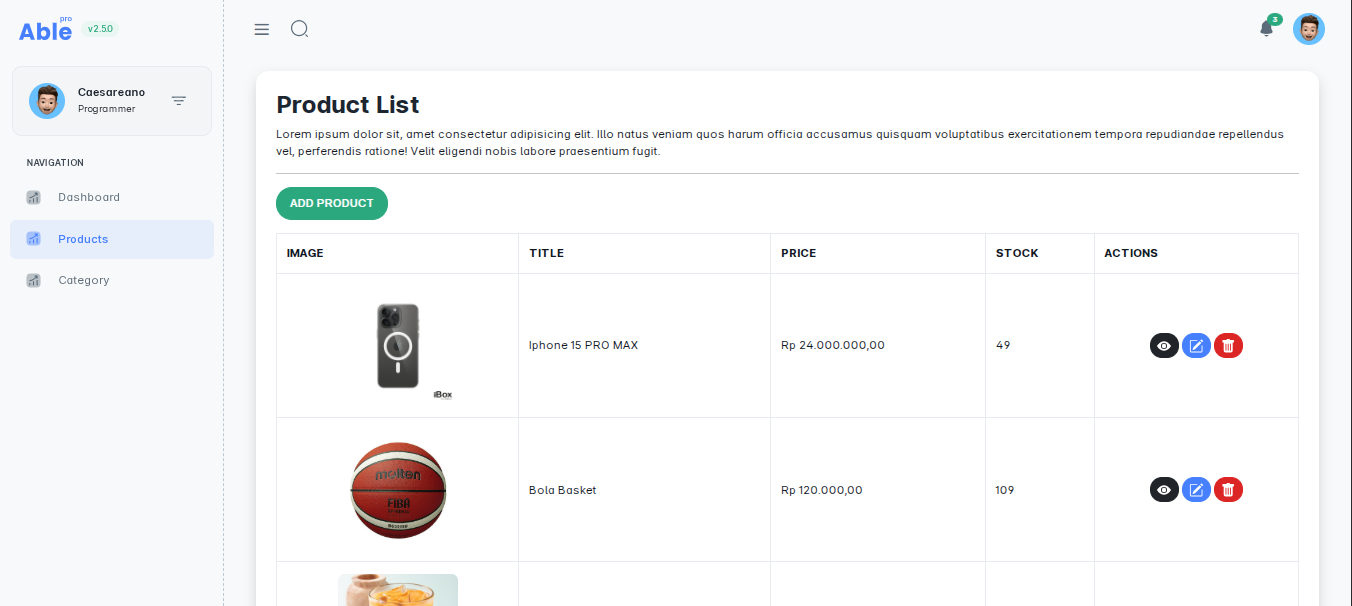 Able pro v2.5.0
3
Caesareano
Programmer
NAVIGATION
Dashboard
Products
Category
Product List
Lorem ipsum dolor sit, amet consectetur adipisicing elit. Illo natus veniam quos harum officia accusamus quisquam voluptatibus exercitationem tempora repudiandae repellendus
vel, perferendis ratione! Velit eligendi nobis labore praesentium fugit.
ADD PRODUCT
IMAGE TITLE PRICE STOCK ACTIONS
iBox
Iphone 15 PRO MAX Rp 24.000.000,00 49
molten
FIBA
Bola Basket Rp 120.000,00 109